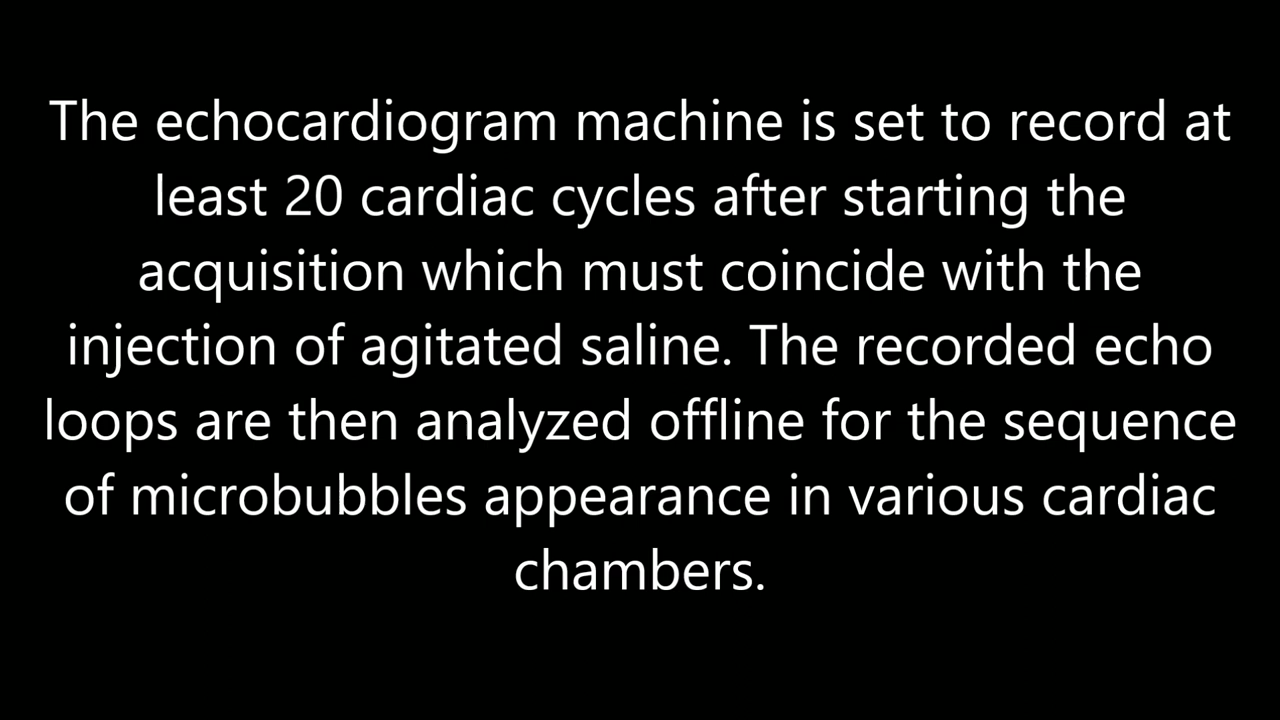 The echocardiogram machine is set to record at
least 20 cardiac cycles after starting the
acquisition which must coincide with the
injection of agitated saline. The recorded echo
loops are then analyzed offline for the sequence
of microbubbles appearance in various cardiac
chambers.